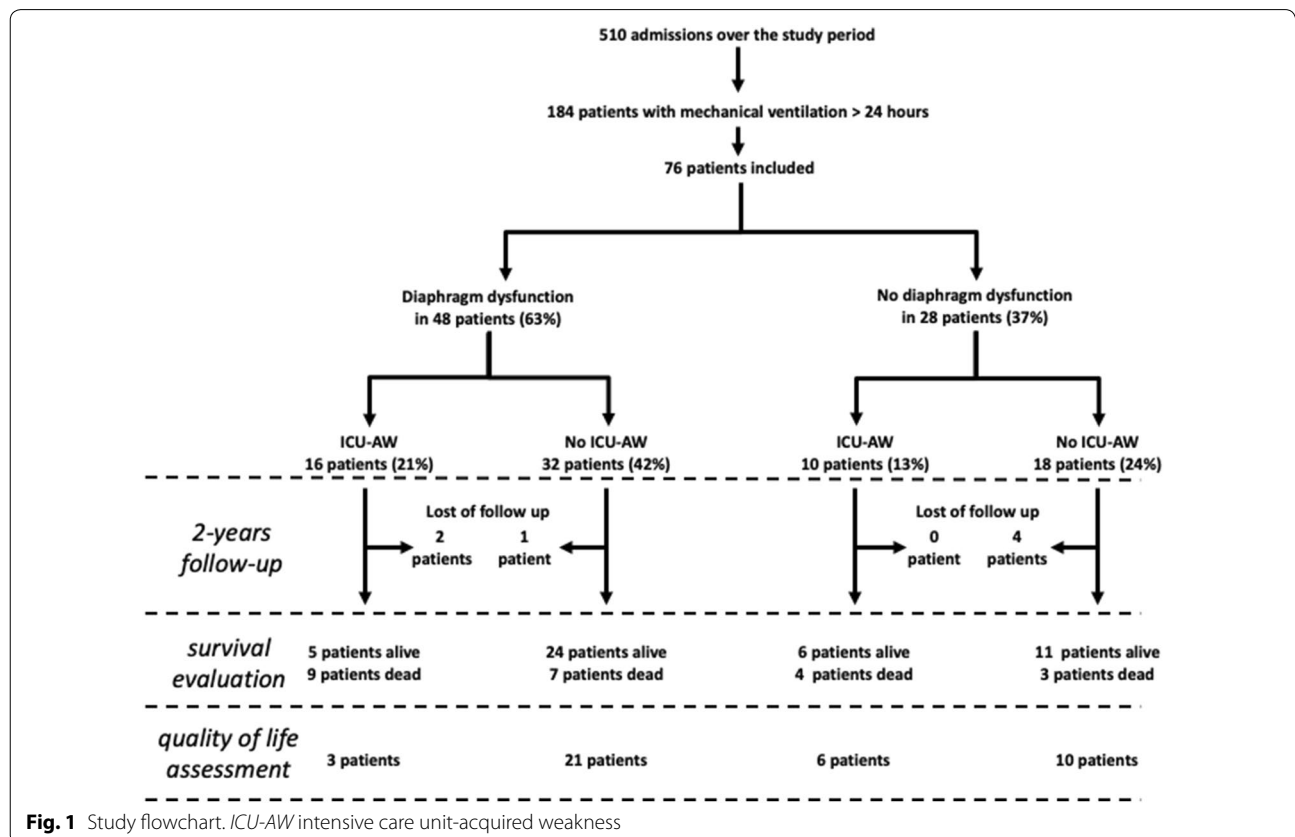 510 admissions over the study period
184 patients with mechanical ventilation > 24 hours
76 patients included
Diaphragm dysfunction
in 48 patients (63%)
No diaphragm dysfunction
in 28 patients (37%)
ICU-AW
16 patients (21%)
No ICU-AW
32 patients (42%)
ICU-AW
10 patients (13%)
No ICU-AW
18 patients (24%)
2-years
follow-up
Lost of follow up
2
patients
1
patient
Lost of follow up
0
patient
4
patients
survival
evaluation
5 patients alive
9 patients dead
24 patients alive
7 patients dead
6 patients alive
4 patients dead
11 patients alive
3 patients dead
quality of life
assessment
3 patients
21 patients
6 patients
10 patients
Fig. 1 Study flowchart. ICU-AW intensive care unit-acquired weakness